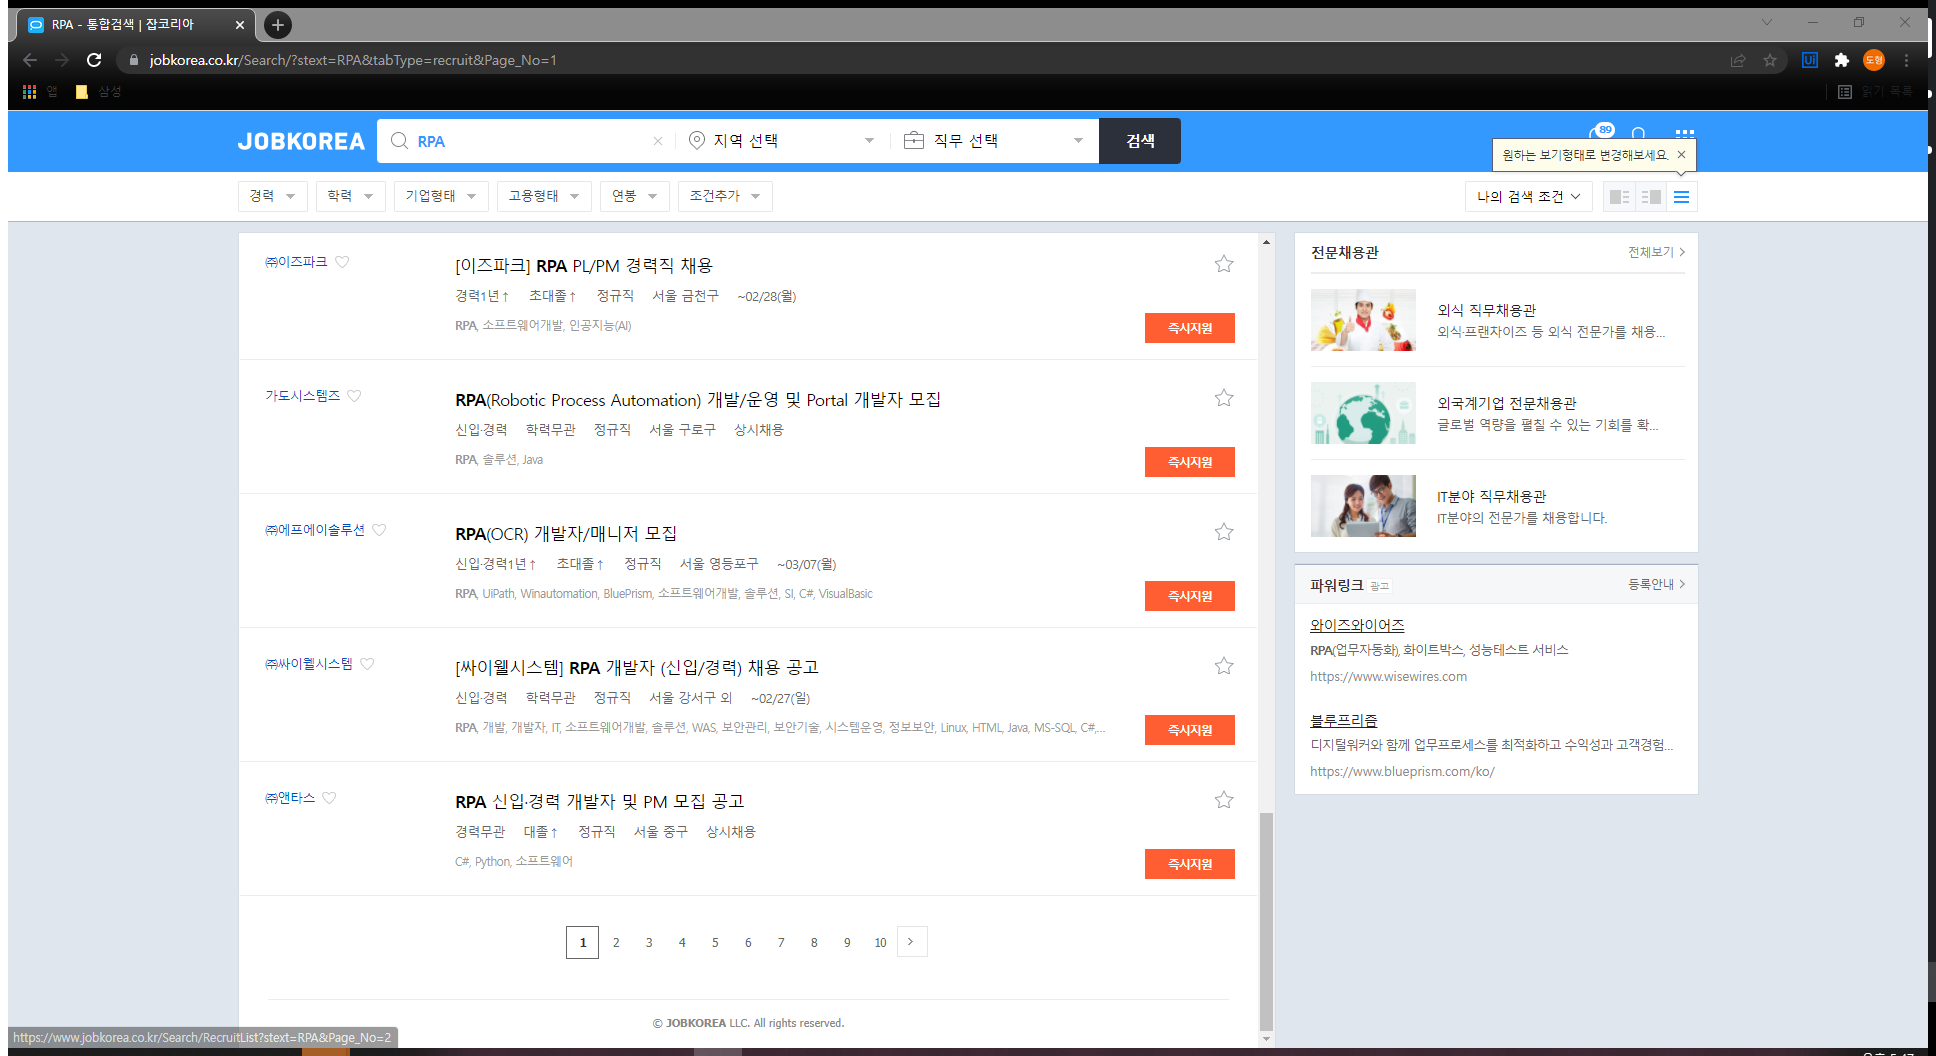 RPA - 통합검색 | 잡코리아
jobkorea.co.kr/Search/?stext=RPA&tabType=recruit&Page_No=1
Ui
도형
앱
삼성
읽기 목록
JOBKOREA
RPA
지역 선택
직무 선택
검색
89
원하는 보기형태로 변경해보세요.
경력
학력
기업형태
고용형태
연봉
조건추가
나의 검색 조건
㈜이즈파크
[이즈파크] RPA PL/PM 경력직 채용
경력1년↑ 초대졸↑ 정규직 서울 금천구 ~02/28(월)
RPA, 소프트웨어개발, 인공지능(AI)
즉시지원
가도시스템즈
RPA(Robotic Process Automation) 개발/운영 및 Portal 개발자 모집
신입·경력 학력무관 정규직 서울 구로구 상시채용
RPA, 솔루션, Java
즉시지원
㈜에프에이솔루션
RPA(OCR) 개발자/매니저 모집
신입·경력1년↑ 초대졸↑ 정규직 서울 영등포구 ~03/07(월)
RPA, UiPath, Winautomation, BluePrism, 소프트웨어개발, 솔루션, SI, C#, VisualBasic
즉시지원
㈜싸이웰시스템
[싸이웰시스템] RPA 개발자 (신입/경력) 채용 공고
신입·경력 학력무관 정규직 서울 강서구 외 ~02/27(일)
RPA, 개발, 개발자, IT, 소프트웨어개발, 솔루션, WAS, 보안관리, 보안기술, 시스템운영, 정보보안, Linux, HTML, Java, MS-SQL, C#,...
즉시지원
㈜앤타스
RPA 신입·경력 개발자 및 PM 모집 공고
경력무관 대졸↑ 정규직 서울 중구 상시채용
C#, Python, 소프트웨어
즉시지원
1 2 3 4 5 6 7 8 9 10
© JOBKOREA LLC. All rights reserved.
전문채용관
전체보기
외식 직무채용관
외식·프랜차이즈 등 외식 전문가를 채용...
외국계기업 전문채용관
글로벌 역량을 펼칠 수 있는 기회를 확...
IT분야 직무채용관
IT분야의 전문가를 채용합니다.
파워링크 광고
등록안내
와이즈와이어즈
RPA(업무자동화), 화이트박스, 성능테스트 서비스
https://www.wisewires.com
블루프리즘
디지털워커와 함께 업무프로세스를 최적화하고 수익성과 고객경험...
https://www.blueprism.com/ko/
https://www.jobkorea.co.kr/Search/RecruitList?stext=RPA&Page_No=2